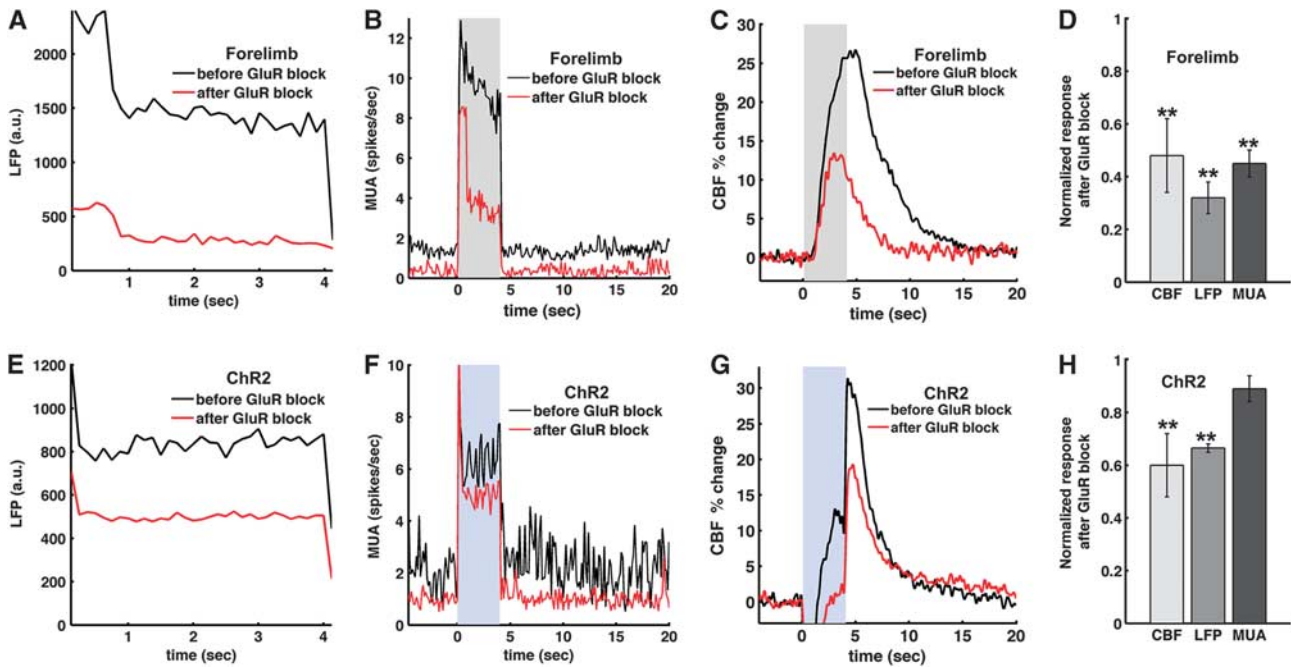 A
Forelimb
before GluR block
after GluR block
LFP (a.u.)
2000
1500
1000
500
0
1
2
3
4
time (sec)
B
Forelimb
before GluR block
after GluR block
MUA (spikes/sec)
12
10
8
6
4
2
0
0
5
10
15
20
time (sec)
C
before GluR block
after GluR block
CBF % change
30
25
20
15
10
5
0
0
5
10
15
20
time (sec)
D
Forelimb
Normalized response
after GluR block
1
0.8
0.6
0.4
0.2
0
**
**
**
CBF
LFP
MUA
E
ChR2
before GluR block
after GluR block
LFP (a.u.)
1200
1000
800
600
400
200
0
1
2
3
4
time (sec)
F
ChR2
before GluR block
after GluR block
MUA (spikes/sec)
10
8
6
4
2
0
0
5
10
15
20
time (sec)
G
ChR2
before GluR block
after GluR block
CBF % change
30
25
20
15
10
5
0
0
5
10
15
20
time (sec)
H
ChR2
Normalized response
after GluR block
1
0.8
0.6
0.4
0.2
0
**
**
CBF
LFP
MUA